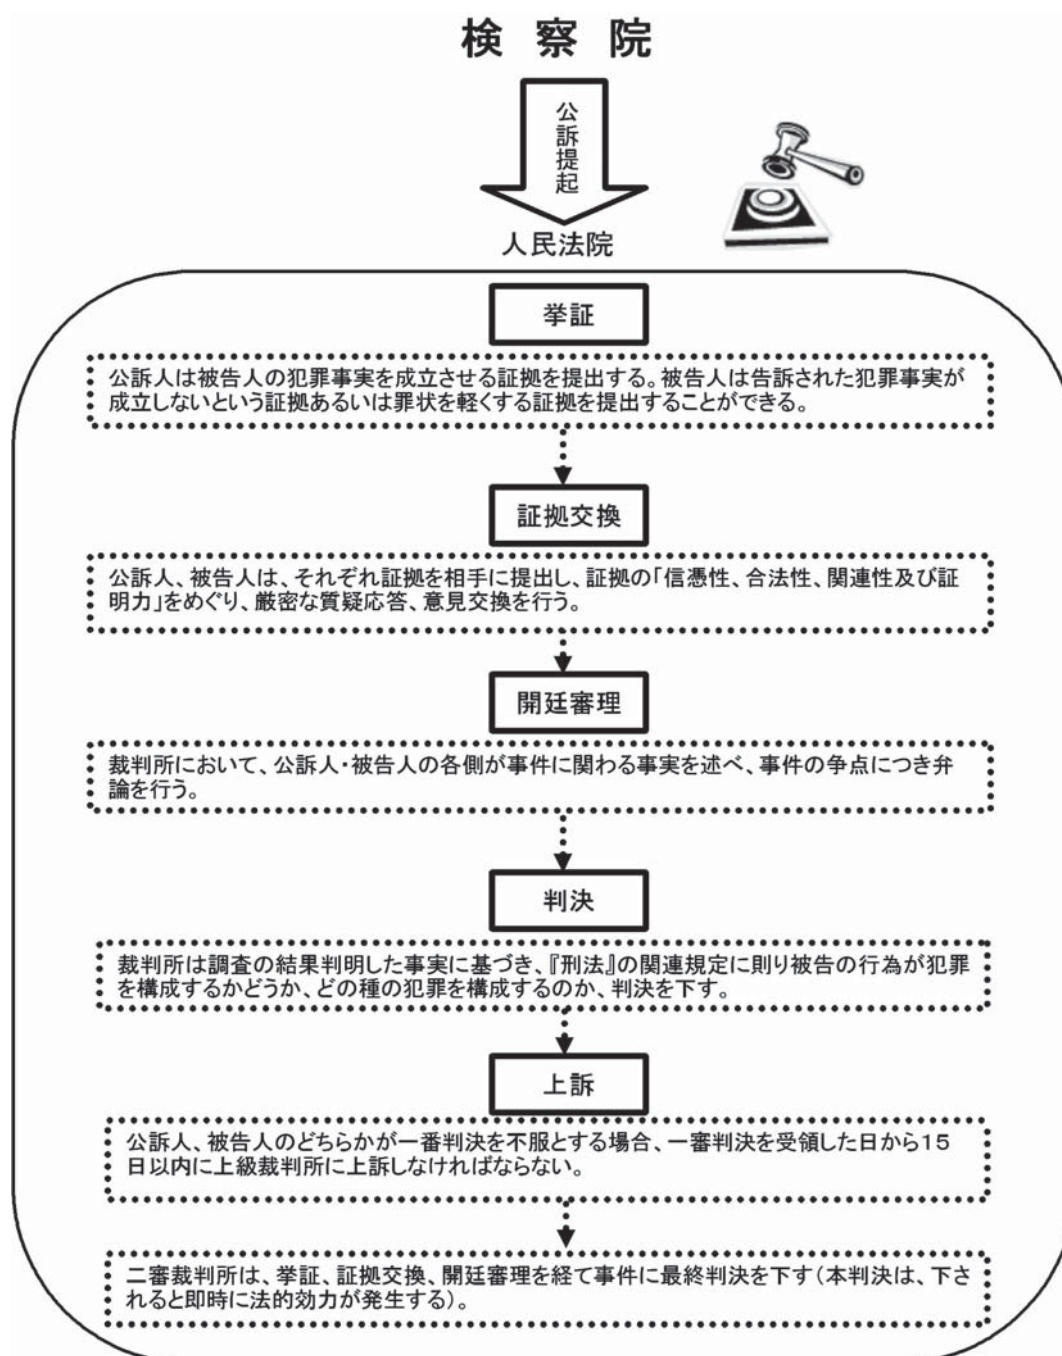 検 察 院
公訴提起
人民法院
挙証
公訴人は被告人の犯罪事実を成立させる証拠を提出する。被告人は告訴された犯罪事実が
成立しないという証拠あるいは罪状を軽くする証拠を提出することができる。
証拠交換
公訴人、被告人は、それぞれ証拠を相手に提出し、証拠の「信憑性、合法性、関連性及び証
明力」をめぐり、厳密な質疑応答、意見交換を行う。
開廷審理
裁判所において、公訴人・被告人の各側が事件に関わる事実を述べ、事件の争点につき弁
論を行う。
判決
裁判所は調査の結果判明した事実に基づき、『刑法』の関連規定に則り被告の行為が犯罪
を構成するかどうか、どの種の犯罪を構成するのか、判決を下す。
上訴
公訴人、被告人のどちらかが一番判決を不服とする場合、一審判決を受領した日から15
日以内に上級裁判所に上訴しなければならない。
二審裁判所は、挙証、証拠交換、開廷審理を経て事件に最終判決を下す(本判決は、下さ
れると即時に法的効力が発生する)。